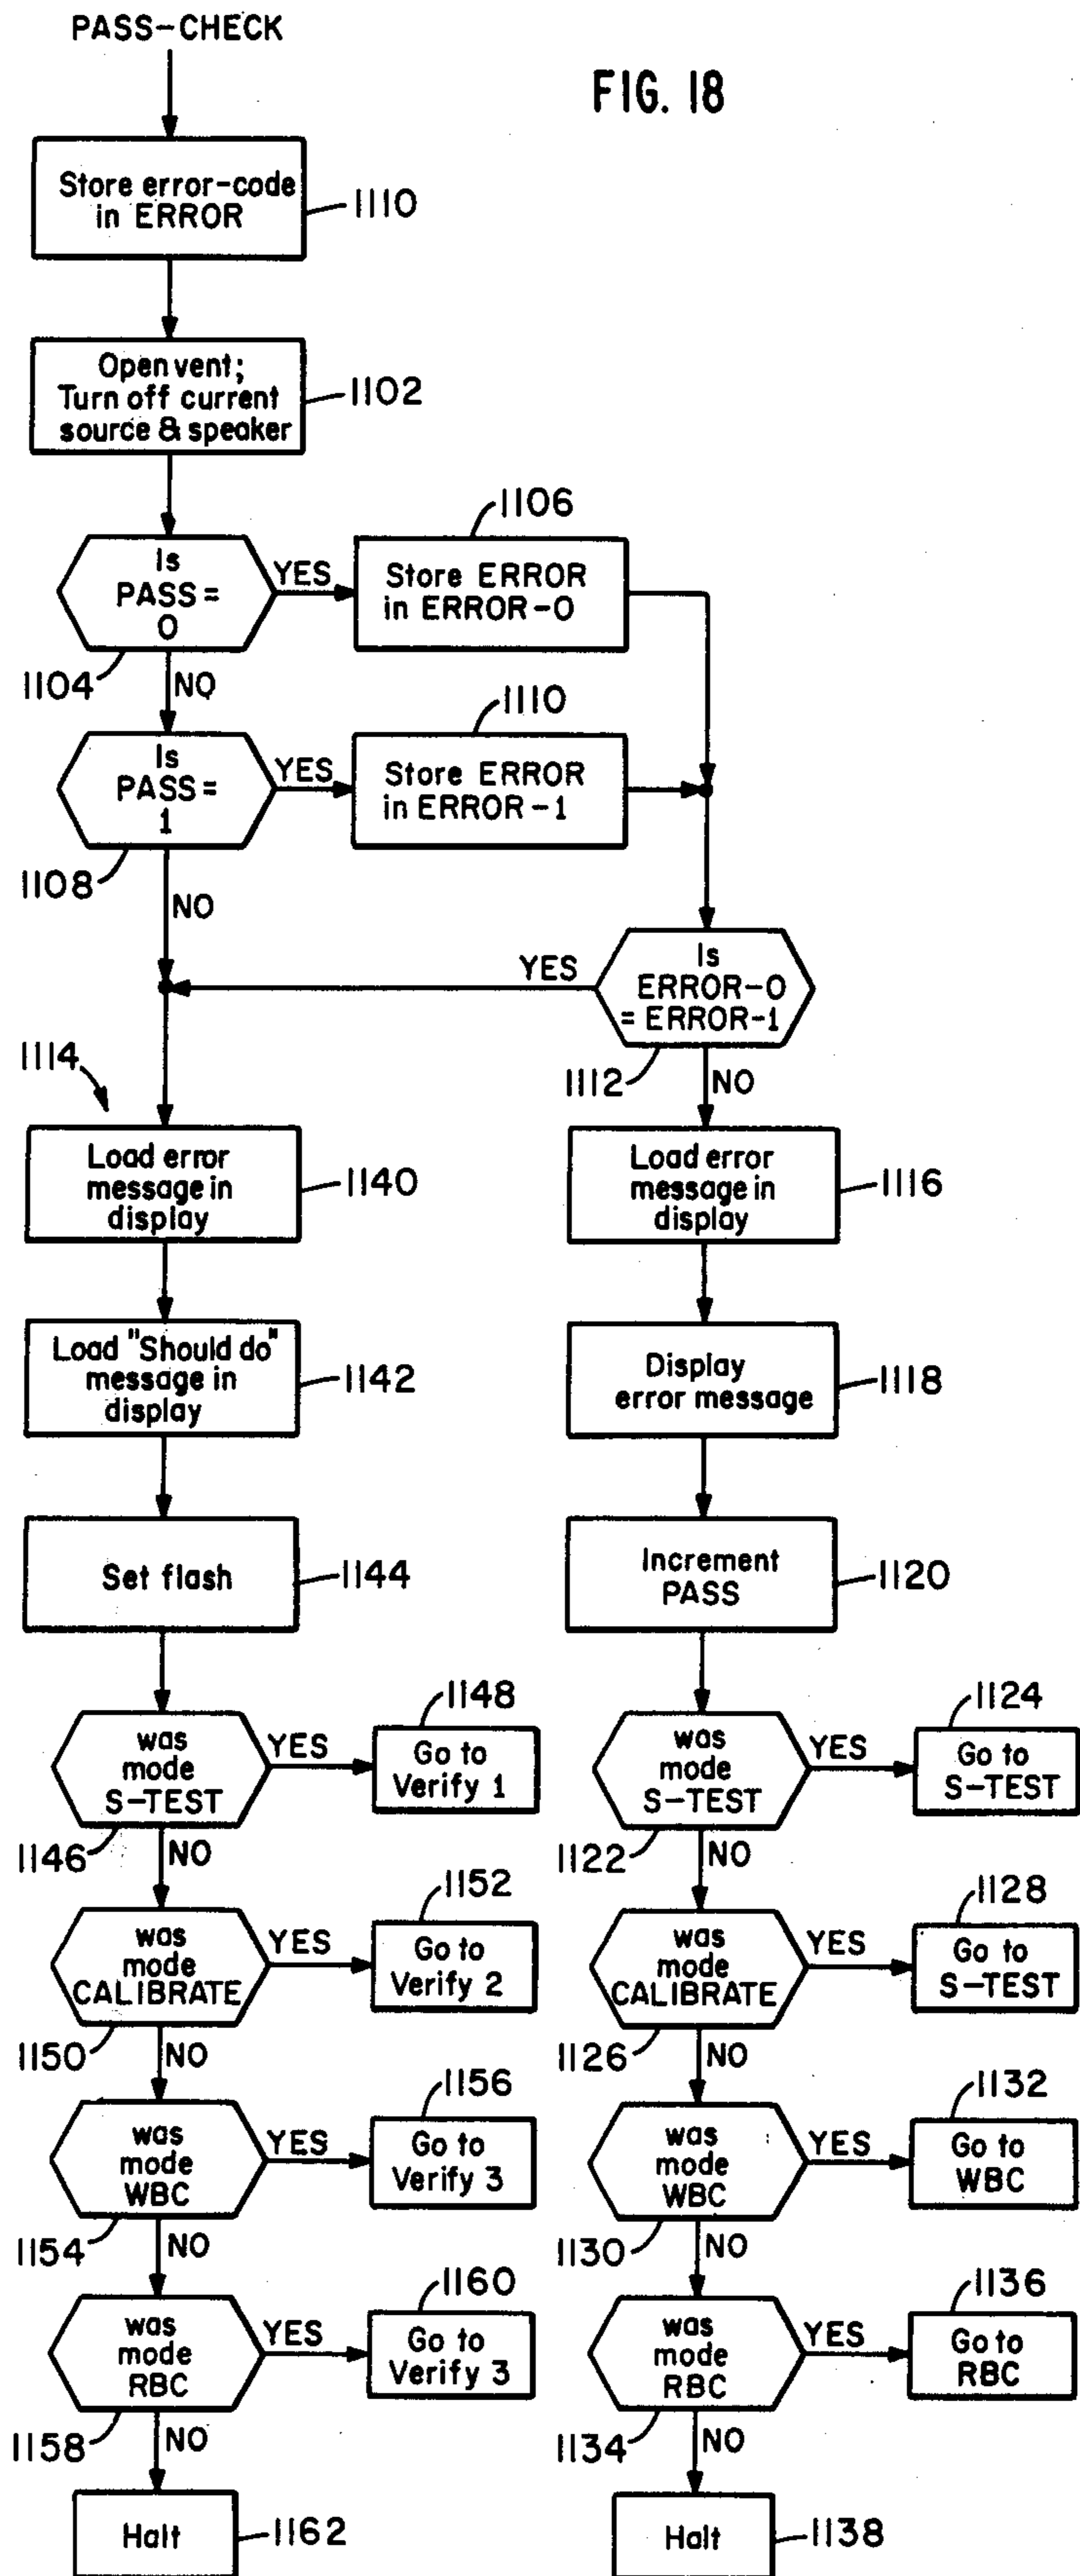 PASS-CHECK
FIG. 18
Store error-code
in ERROR
1110
Open vent;
Turn off current
source & speaker
1102
1106
Is
PASS =
0
YES
Store ERROR
in ERROR-0
1104
NO
1110
Is
PASS =
1
YES
Store ERROR
in ERROR-1
1108
NO
YES
Is
ERROR-0
= ERROR-1
1114
1112
NO
Load error
message in
display
1140
Load error
message in
display
1116
Load "Should do"
message in
display
1142
Display
error message
1118
Set flash
1144
Increment
PASS
1120
1148
1124
was
mode
S-TEST
YES
Go to
Verify 1
was
mode
S-TEST
YES
Go to
S-TEST
1146
NO
1122
NO
1152
1128
was
mode
CALIBRATE
YES
Go to
Verify 2
was
mode
CALIBRATE
YES
Go to
S-TEST
1150
NO
1126
NO
1156
1132
was
mode
WBC
YES
Go to
Verify 3
was
mode
WBC
YES
Go to
WBC
1154
NO
1130
NO
1160
1136
was
mode
RBC
YES
Go to
Verify 3
was
mode
RBC
YES
Go to
RBC
1158
NO
1134
NO
Halt
1162
Halt
1138